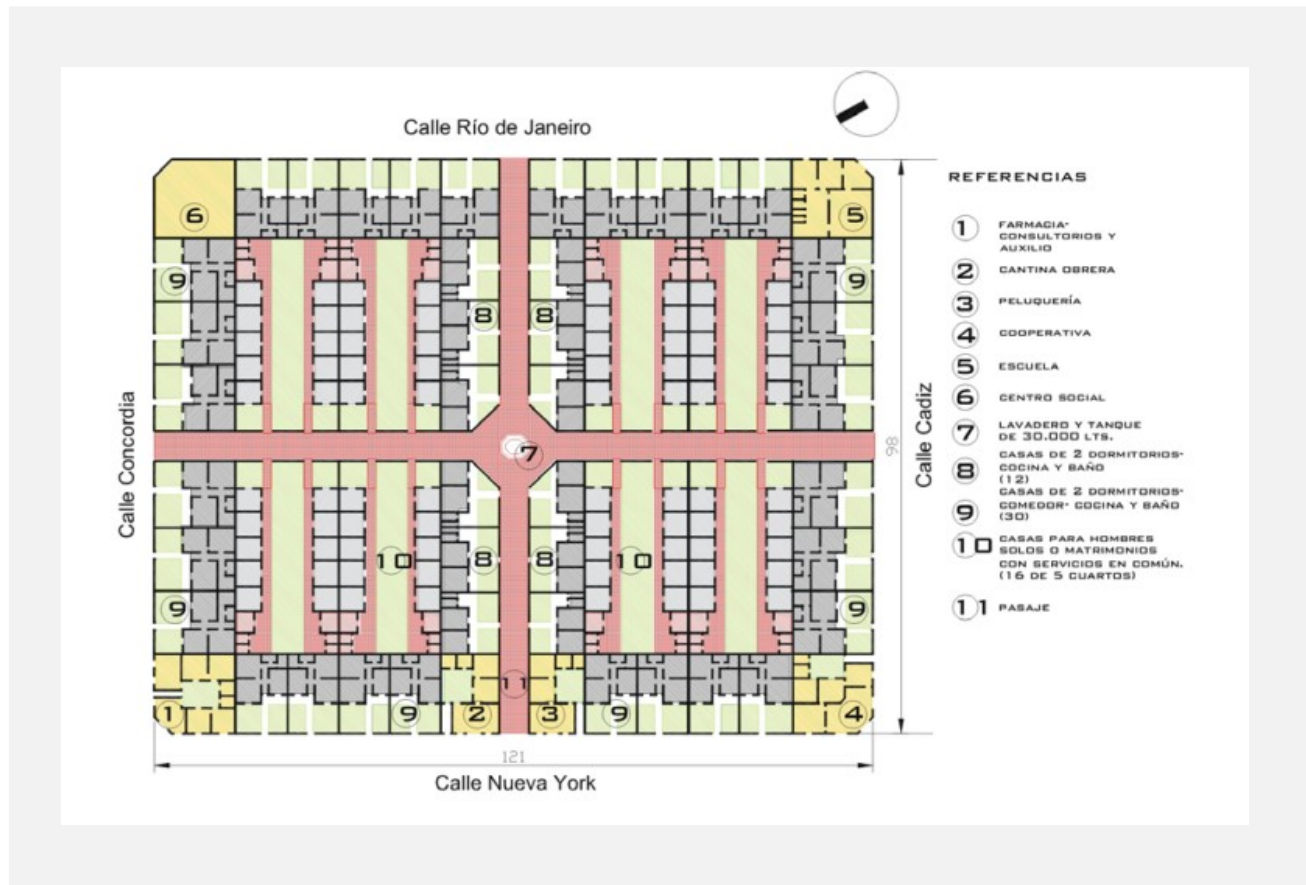 Calle Río de Janeiro
6
5
9
9
8
8
Calle Concordia
7
98
Calle Cadiz
10
8
8
10
9
9
1
9
2
11
3
9
4
121
Calle Nueva York
REFERENCIAS
1 FARMACIA-
CONSULTORIOS Y
AUXILIO
2 CANTINA OBRERA
3 PELUQUERÍA
4 COOPERATIVA
5 ESCUELA
6 CENTRO SOCIAL
7 LAVADERO Y TANQUE
DE 30.000 LTS.
8 CASAS DE 2 DORMITORIOS-
COCINA Y BAÑO
(12)
9 CASAS DE 2 DORMITORIOS-
COMEDOR- COCINA Y BAÑO
(30)
10 CASAS PARA HOMBRES
SOLOS O MATRIMONIOS
CON SERVICIOS EN COMÚN.
(16 DE 5 CUARTOS)
11 PASAJE